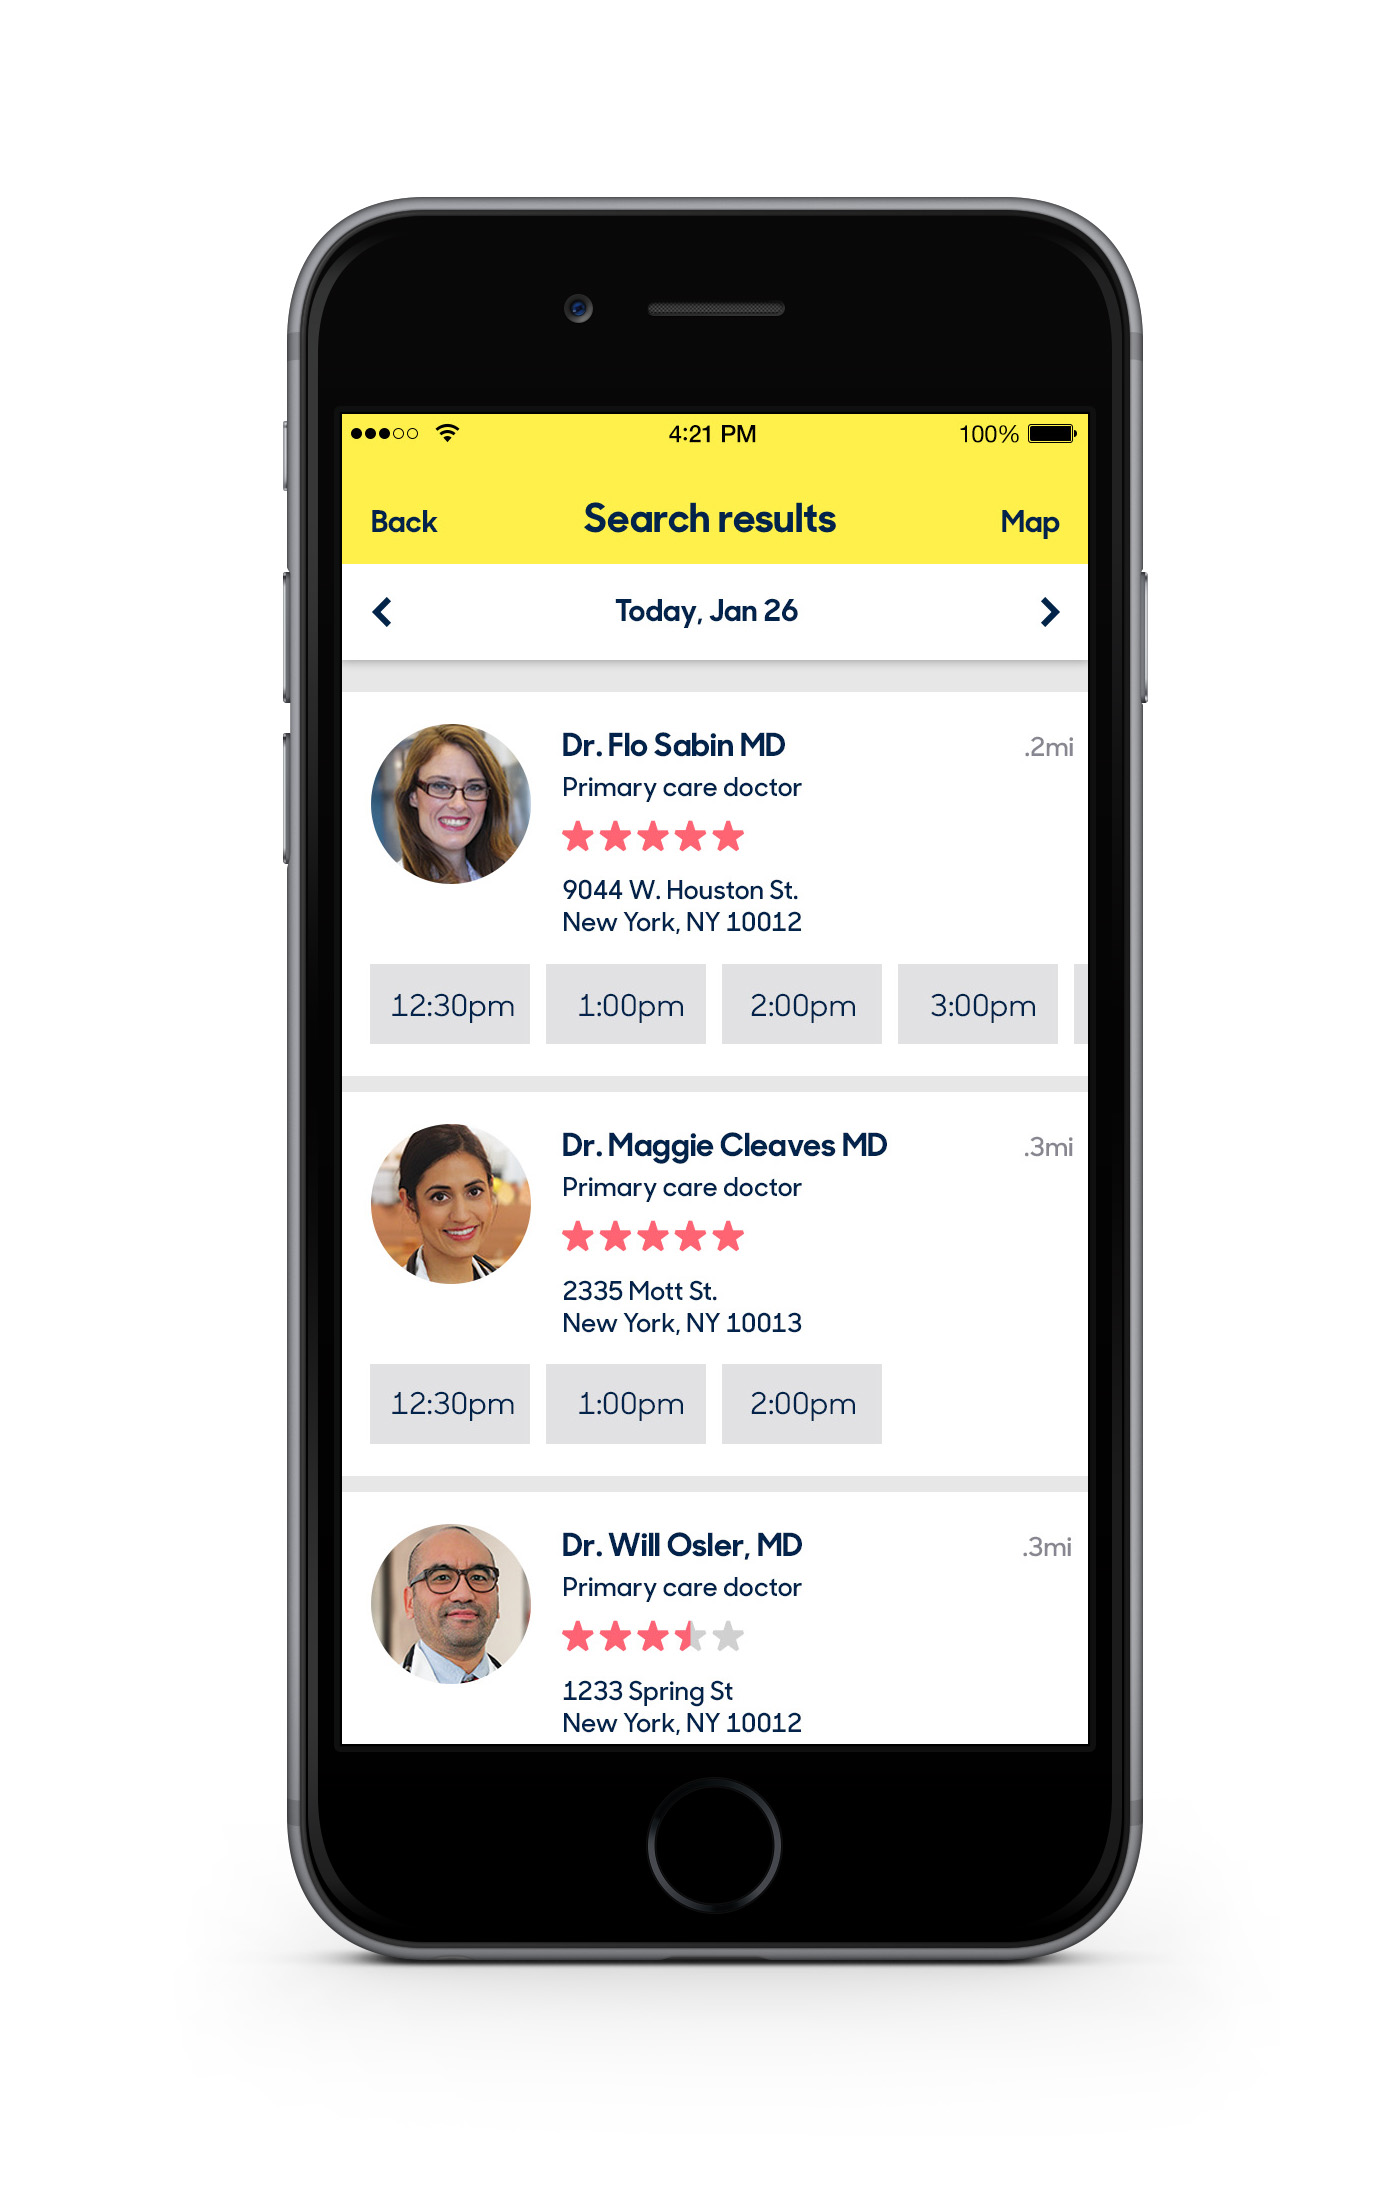 4:21 PM
100%
Back
Search results
Map
Today, Jan 26
Dr. Flo Sabin MD
.2mi
Primary care doctor
9044 W. Houston St.
New York, NY 10012
12:30pm 1:00pm 2:00pm 3:00pm
Dr. Maggie Cleaves MD
.3mi
Primary care doctor
2335 Mott St.
New York, NY 10013
12:30pm 1:00pm 2:00pm
Dr. Will Osler, MD
.3mi
Primary care doctor
1233 Spring St
New York, NY 10012